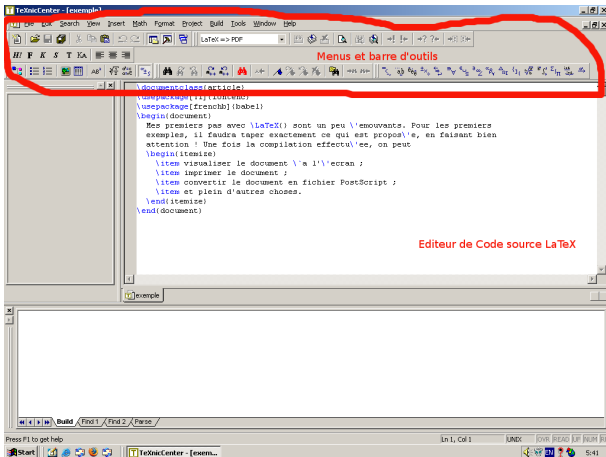 TeXnicCenter - [exemple]
File Edit Search View Insert Math Format Project Build Tools Window Help
LaTeX => PDF
Menus et barre d'outils
\documentclass{article}
\usepackage[T1]{fontenc}
\usepackage[frenchb]{babel}
\begin{document}
Mes premiers pas avec \LaTeX{} sont un peu \'emouvants. Pour les premiers
exemples, il faudra taper exactement ce qui est propos\'e, en faisant bien
attention ! Une fois la compilation effectu\'ee, on peut
\begin{itemize}
\item visualiser le document \`a l'\'ecran ;
\item imprimer le document ;
\item convertir le document en fichier PostScript ;
\item et plein d'autres choses.
\end{itemize}
\end{document}
Editeur de Code source LaTeX
exemple
Build Find 1 Find 2 Parse
Press F1 to get help Ln 1, Col 1 UNIX OVR READ UF NUM
Start TeXnicCenter - [exem... EN 5:41